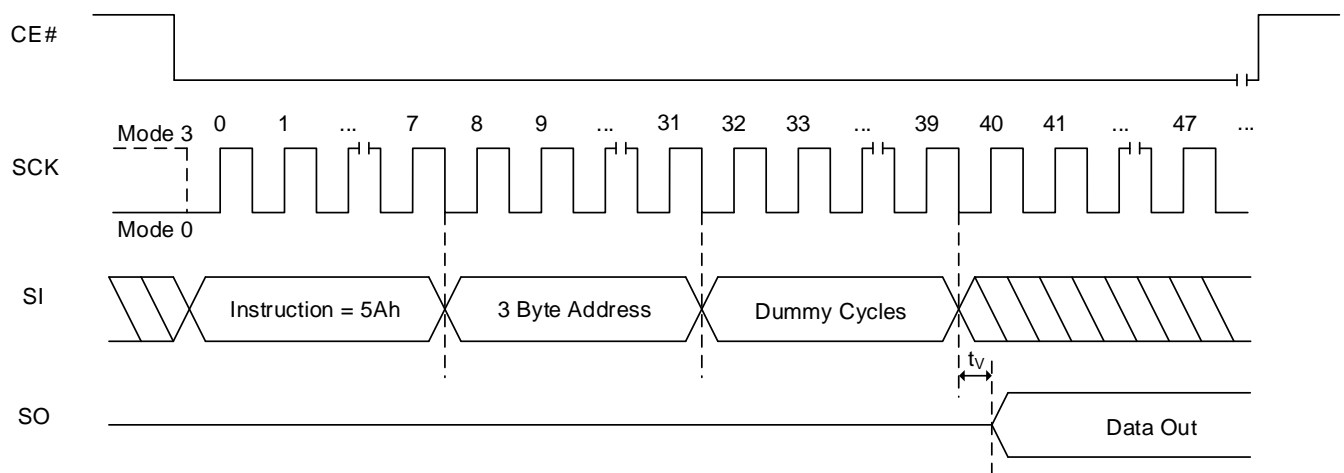 CE#
Mode 3 0 1 ... 7 8 9 ... 31 32 33 ... 39 40 41 ... 47 ...
SCK
Mode 0
SI Instruction = 5Ah 3 Byte Address Dummy Cycles
tV
SO Data Out